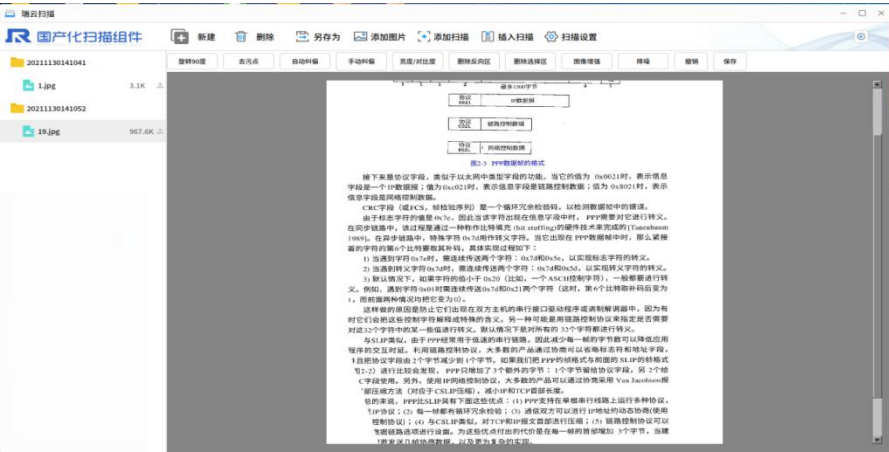 瑞云扫描
国产化扫描组件
新建 删除 另存为 添加图片 添加扫描 插入扫描 扫描设置
20211130141041
1.jpg 3.1K
20211130141052
19.jpg 967.6K
旋转90度 去污点 自动纠偏 手动纠偏 亮度/对比度 删除反向区 删除选择区 图像增强 降噪 撤销 保存
最多1500字节
协议 0021 IP数据报
协议 C021 链路控制数据
协议 8021 网络控制数据
图2-3 PPP数据帧的格式
接下来是协议字段,类似于以太网中类型字段的功能。当它的值为 0x0021时,表示信息
字段是一个 IP数据报;值为0xc021时,表示信息字段是链路控制数据;值为 0x8021时,表示
信息字段是网络控制数据。
CRC字段(或FCS,帧检验序列)是一个循环冗余检验码,以检测数据帧中的错误。
由于标志字符的值是 0x7e,因此当该字符出现在信息字段中时, PPP需要对它进行转义。
在同步链路中,该过程是通过一种称作比特填充 (bit stuffing)的硬件技术来完成的[Tanenbaum
1989]。在异步链路中,特殊字符 0x7d用作转义字符。当它出现在 PPP数据帧中时,那么紧接
着的字符的第6个比特要取其补码,具体实现过程如下:
1) 当遇到字符0x7e时,需连续传送两个字符:0x7d和0x5e,以实现标志字符的转义。
2) 当遇到转义字符0x7d时,需连续传送两个字符:0x7d和0x5d,以实现转义字符的转义。
3) 默认情况下,如果字符的值小于 0x20(比如,一个 ASCII控制字符),一般都要进行转
义。例如,遇到字符0x01时需连续传送0x7d和0x21两个字符(这时,第6个比特取补码后变为
1,而前面两种情况均把它变为0)。
这样做的原因是防止它们出现在双方主机的串行接口驱动程序或调制解调器中,因为有
时它们会把这些控制字符解释成特殊的含义。另一种可能是用链路控制协议来指定是否需要
对这32个字符中的某一些值进行转义。默认情况下是对所有的 32个字符都进行转义。
与SLIP类似,由于PPP经常用于低速的串行链路,因此减少每一帧的字节数可以降低应用
程序的交互时延。利用链路控制协议,大多数的产品通过协商可以省略标志符和地址字段,
且把协议字段由 2个字节减少到 1个字节。如果我们把 PPP的帧格式与前面的 SLIP的帧格式
2-2)进行比较会发现, PPP只增加了3个额外的字节:1个字节留给协议字段,另 2个给
C字段使用。另外,使用 IP网络控制协议,大多数的产品可以通过协商采用 Van Jacobson报
部压缩方法(对应于CSLIP压缩),减小IP和TCP首部长度。
的来说,PPP比SLIP具有下面这些优点:(1) PPP支持在单根串行线路上运行多种协议,
IP协议;(2) 每一帧都有循环冗余检验;(3) 通信双方可以进行 IP地址的动态协商(使用
控制协议);(4) 与CSLIP类似,对TCP和IP报文首部进行压缩;(5) 链路控制协议可以
据链路选项进行设置。为这些优点付出的代价是在每一帧的首部增加 3个字节,当建
要发送几帧协商数据,以及更为复杂的实现。